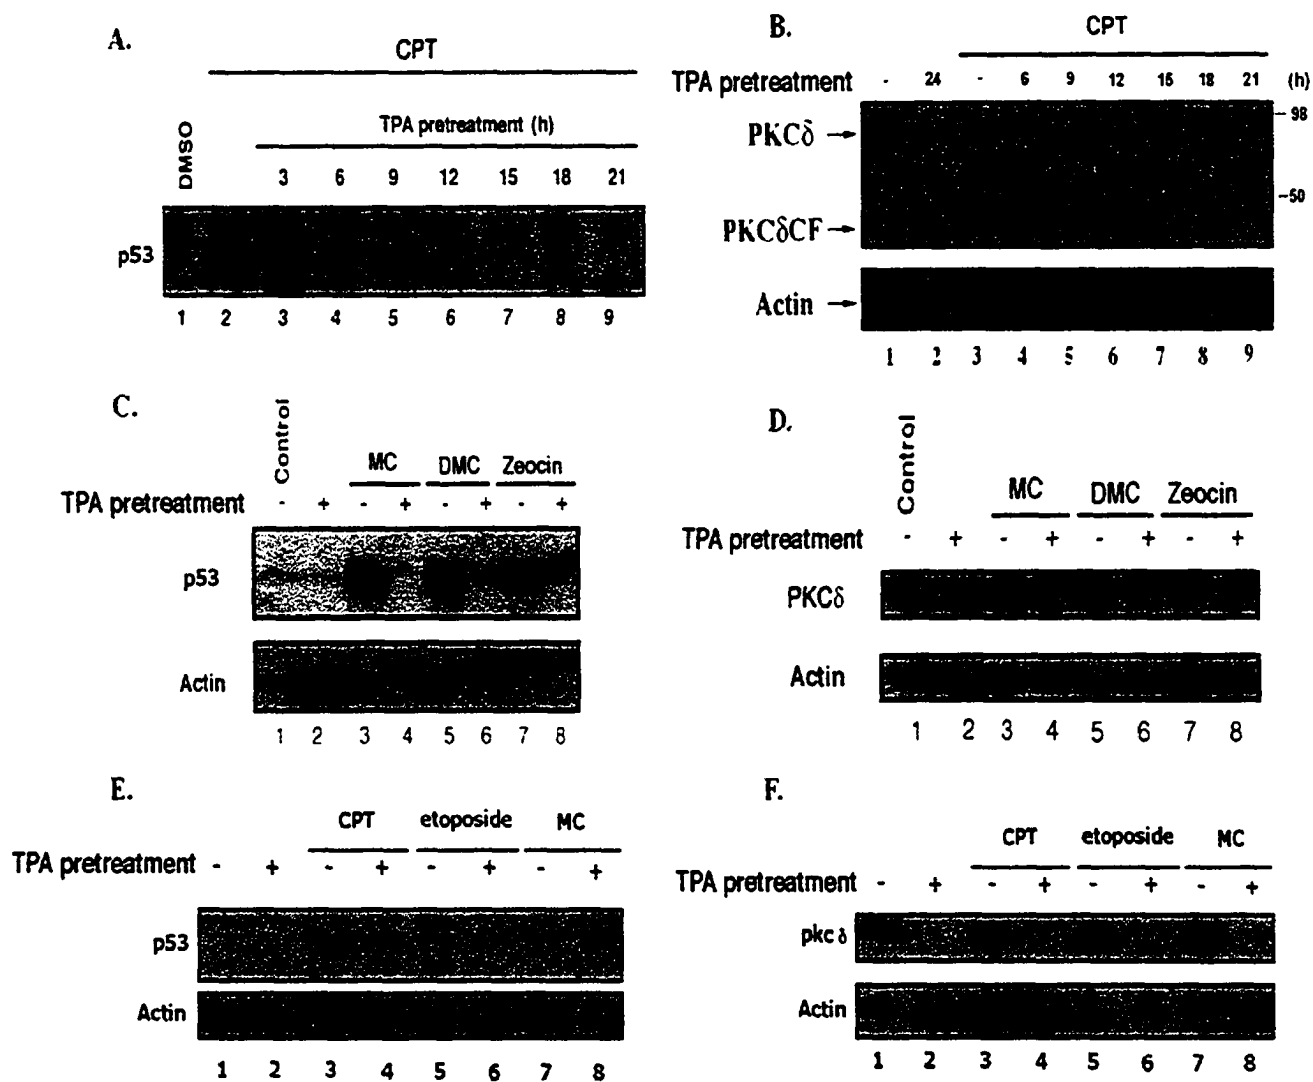 A.
CPT
TPA pretreatment (h)
DMSO
3 6 9 12 15 18 21
p53
1 2 3 4 5 6 7 8 9
B.
CPT
TPA pretreatment - 24 - 6 9 12 15 18 21 (h)
PKCδ
98
50
PKCδCF
Actin
1 2 3 4 5 6 7 8 9
C.
Control
MC DMC Zeocin
TPA pretreatment - + - + - + - +
p53
Actin
1 2 3 4 5 6 7 8
D.
Control
MC DMC Zeocin
TPA pretreatment - + - + - + - +
PKCδ
Actin
1 2 3 4 5 6 7 8
E.
CPT etoposide MC
TPA pretreatment - + - + - + - +
p53
Actin
1 2 3 4 5 6 7 8
F.
CPT etoposide MC
TPA pretreatment - + - + - + - +
pkc δ
Actin
1 2 3 4 5 6 7 8